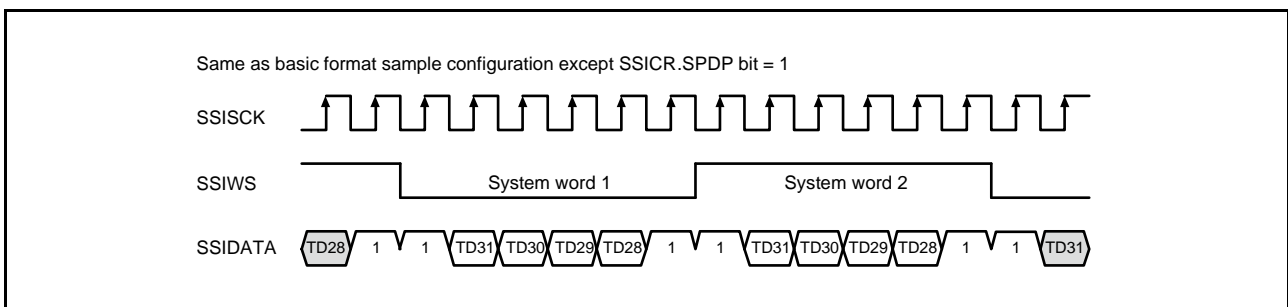 Same as basic format sample configuration except SSICR.SPDP bit = 1
SSISCK
SSIWS System word 1 System word 2
SSIDATA TD28 1 1 TD31 TD30 TD29 TD28 1 1 TD31 TD30 TD29 TD28 1 1 TD31